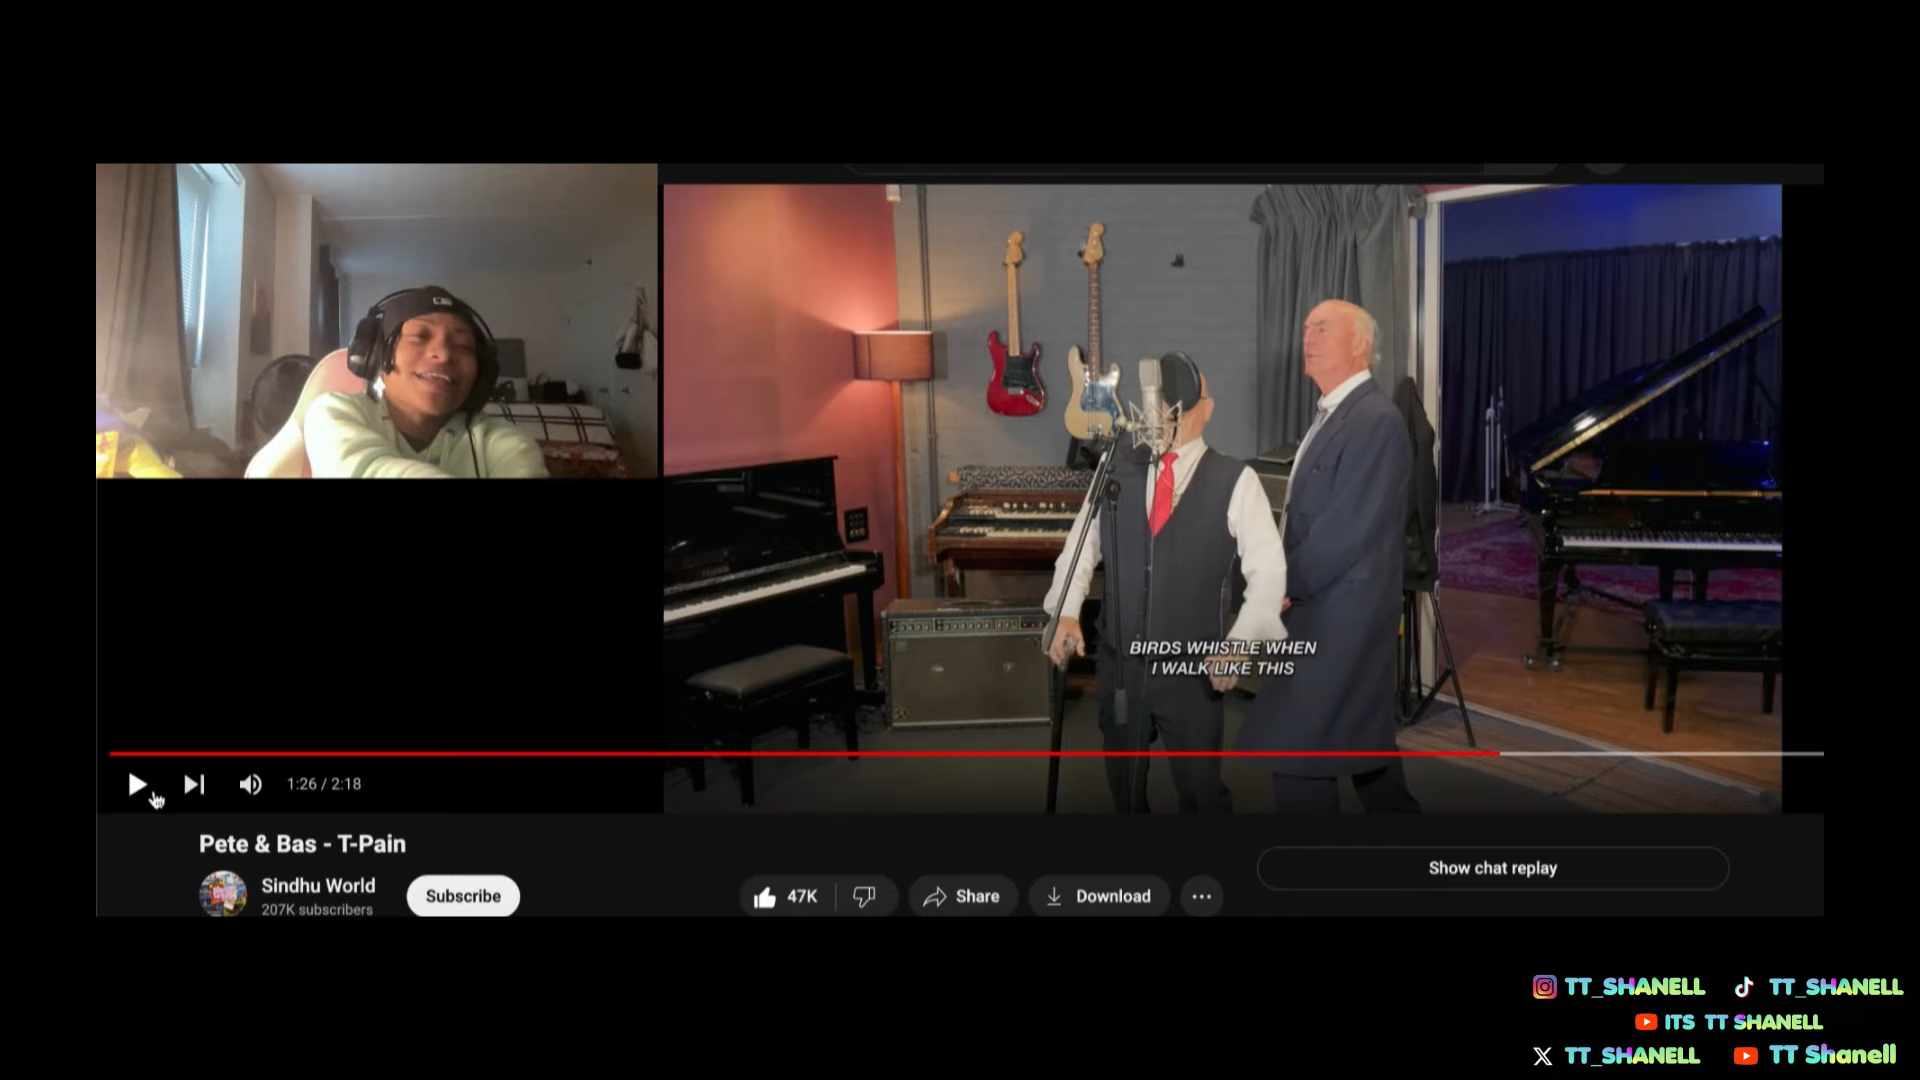 BIRDS WHISTLE WHEN
I WALK LIKE THIS
1:26 / 2:18
Pete & Bas - T-Pain
Sindhu World
207K subscribers
Subscribe
47K
Share
Download
Show chat replay
TT_SHANELL
TT_SHANELL
ITS TT SHANELL
TT_SHANELL
TT Shanell